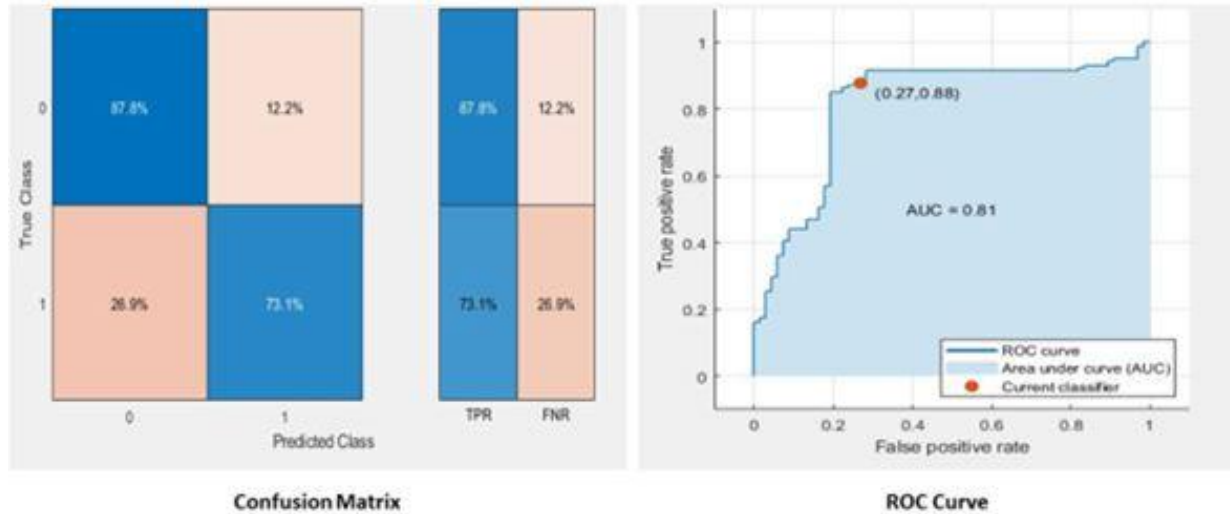 True Class
0
87.8%
12.2%
1
26.9%
73.1%
0
1
Predicted Class
87.8%
12.2%
73.1%
26.9%
TPR
FNR
Confusion Matrix
True positive rate
1
0.8
0.6
0.4
0.2
0
(0.27,0.88)
AUC = 0.81
ROC curve
Area under curve (AUC)
Current classifier
0
0.2
0.4
0.6
0.8
1
False positive rate
ROC Curve